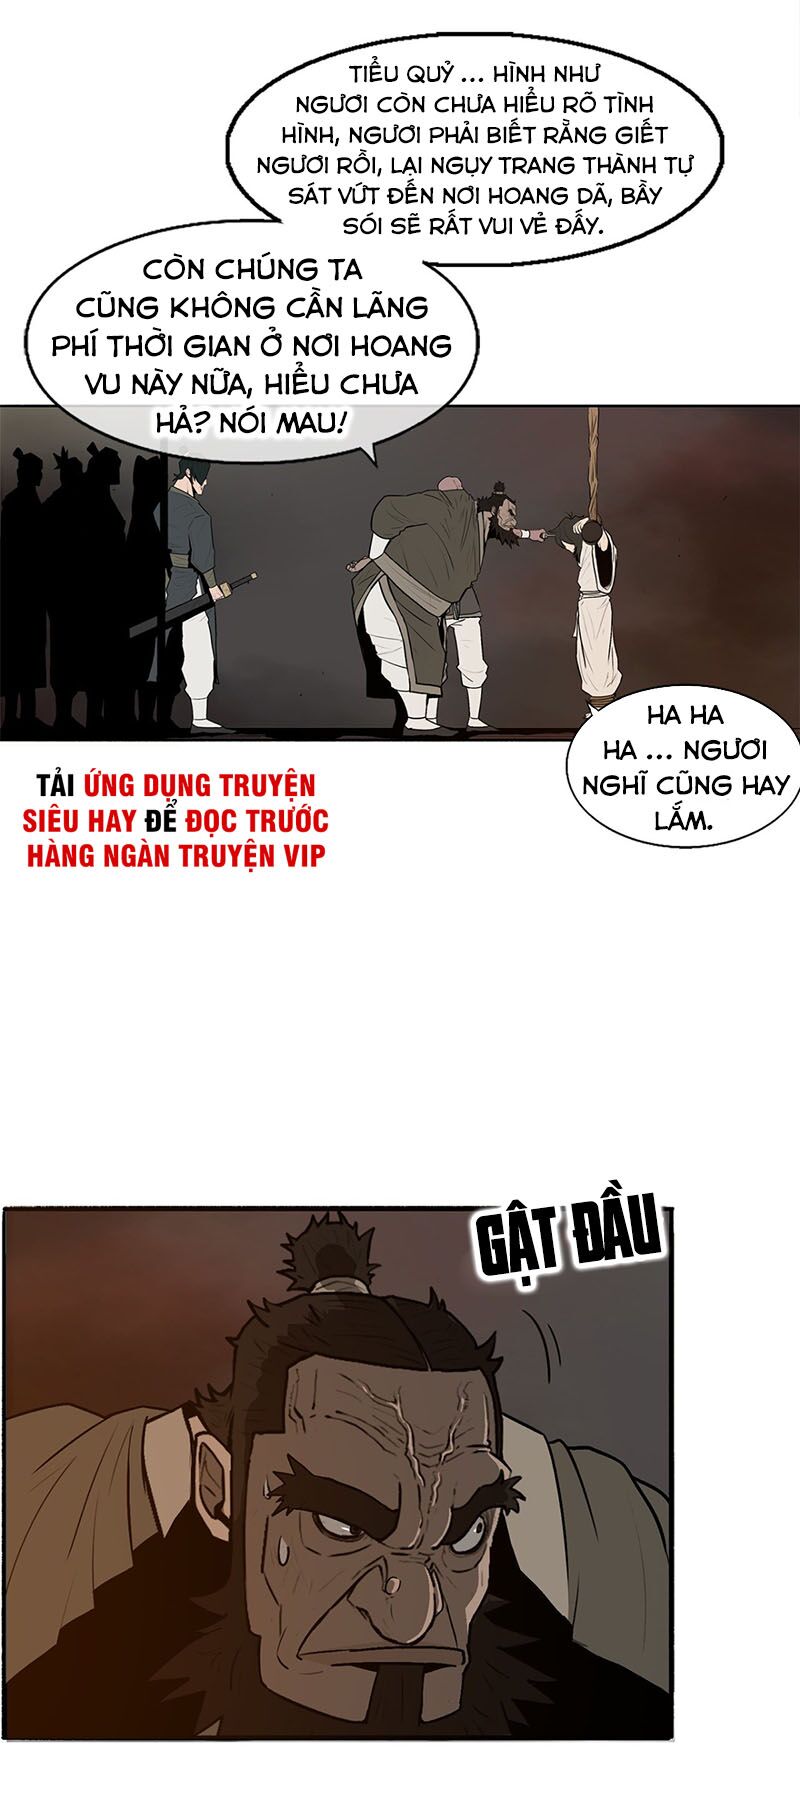 TIỂU QUỶ ... HÌNH NHƯ
NGƯƠI CÒN CHƯA HIỂU RÕ TÌNH
HÌNH, NGƯƠI PHẢI BIẾT RẰNG GIẾT
NGƯƠI RỒI, LẠI NGỤY TRANG THÀNH TỰ
SÁT VỨT ĐẾN NƠI HOANG DÃ, BẦY
SÓI SẼ RẤT VUI VẺ ĐẤY.
CÒN CHÚNG TA
CŨNG KHÔNG CẦN LÃNG
PHÍ THỜI GIAN Ở NƠI HOANG
VU NÀY NỮA, HIỂU CHƯA
HẢ? NÓI MAU!
HA HA
HA ... NGƯƠI
NGHĨ CŨNG HAY
LẮM.
TẢI ỨNG DỤNG TRUYỆN
SIÊU HAY ĐỂ ĐỌC TRƯỚC
HÀNG NGÀN TRUYỆN VIP
GẬT ĐẦU